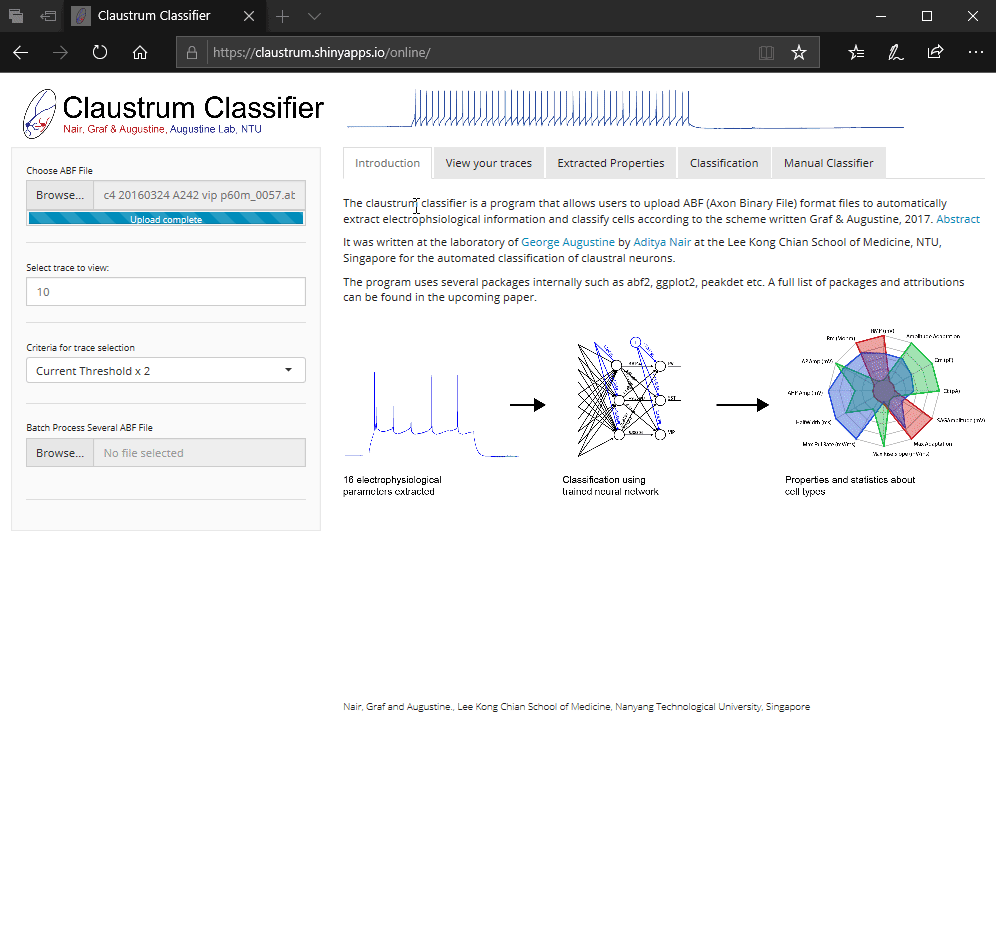 Claustrum Classifier
https://claustrum.shinyapps.io/online/
Claustrum Classifier
Nair, Graf & Augustine, Augustine Lab, NTU
Choose ABF File
Browse... c4 20160324 A242 vip p60m_0057.ab
Upload complete
Select trace to view:
10
Criteria for trace selection
Current Threshold x 2
Batch Process Several ABF File
Browse... No file selected
Introduction View your traces Extracted Properties Classification Manual Classifier
The claustrum classifier is a program that allows users to upload ABF (Axon Binary File) format files to automatically
extract electrophsiological information and classify cells according to the scheme written Graf & Augustine, 2017. Abstract
It was written at the laboratory of George Augustine by Aditya Nair at the Lee Kong Chian School of Medicine, NTU,
Singapore for the automated classification of claustral neurons.
The program uses several packages internally such as abf2, ggplot2, peakdet etc. A full list of packages and attributions
can be found in the upcoming paper.
Amplitude Adaptation
Max Adaptation
16 electrophysiological
parameters extracted
Classification using
trained neural network
Properties and statistics about
cell types
Nair, Graf and Augustine., Lee Kong Chian School of Medicine, Nanyang Technological University, Singapore